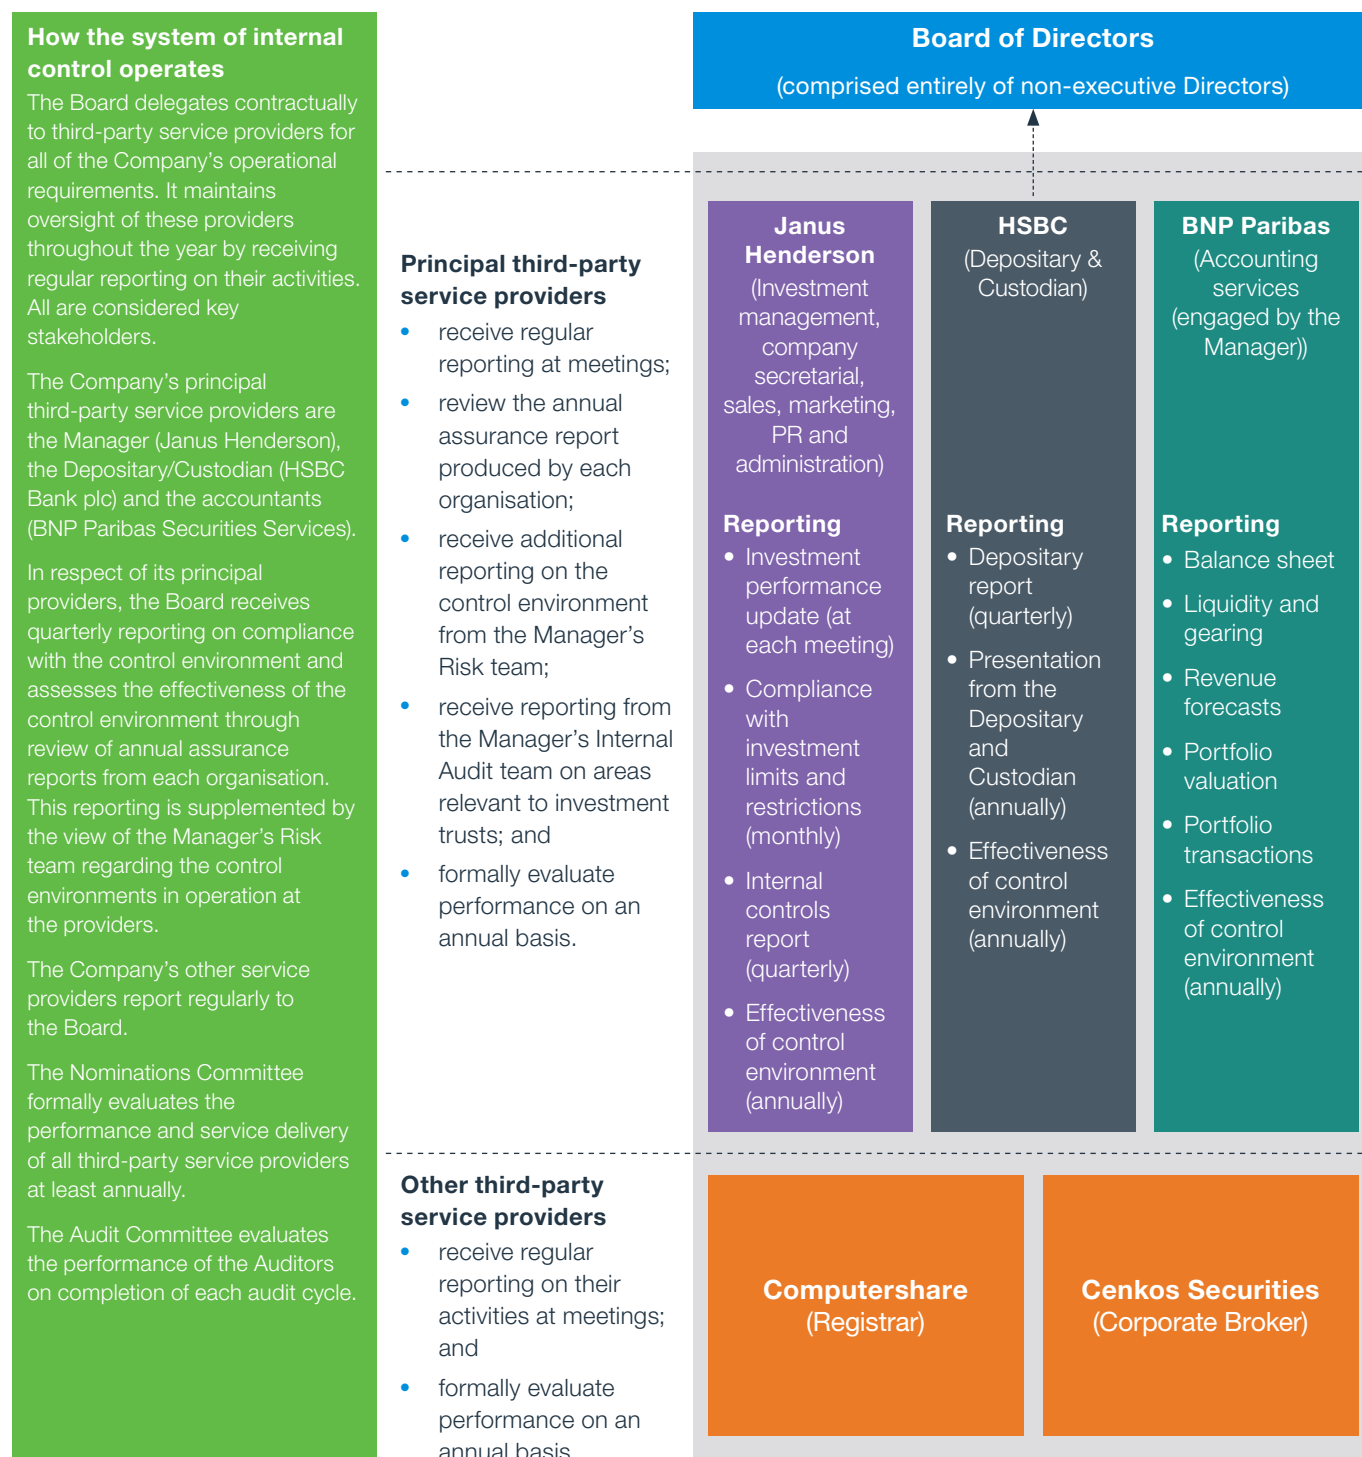 How the system of internal
control operates
The Board delegates contractually
to third-party service providers for
all of the Company's operational
requirements. It maintains
oversight of these providers
throughout the year by receiving
regular reporting on their activities.
All are considered key
stakeholders.
The Company's principal
third-party service providers are
the Manager (Janus Henderson),
the Depositary/Custodian (HSBC
Bank plc) and the accountants
(BNP Paribas Securities Services).
In respect of its principal
providers, the Board receives
quarterly reporting on compliance
with the control environment and
assesses the effectiveness of the
control environment through
review of annual assurance
reports from each organisation.
This reporting is supplemented by
the view of the Manager's Risk
team regarding the control
environments in operation at
the providers.
The Company's other service
providers report regularly to
the Board.
The Nominations Committee
formally evaluates the
performance and service delivery
of all third-party service providers
at least annually.
The Audit Committee evaluates
the performance of the Auditors
on completion of each audit cycle.
Board of Directors
(comprised entirely of non-executive Directors)
Principal third-party
service providers
• receive regular
reporting at meetings;
• review the annual
assurance report
produced by each
organisation;
• receive additional
reporting on the
control environment
from the Manager's
Risk team;
• receive reporting from
the Manager's Internal
Audit team on areas
relevant to investment
trusts; and
• formally evaluate
performance on an
annual basis.
Janus
Henderson
(Investment
management,
company
secretarial,
sales, marketing,
PR and
administration)
Reporting
• Investment
performance
update (at
each meeting)
• Compliance
with
investment
limits and
restrictions
(monthly)
• Internal
controls
report
(quarterly)
• Effectiveness
of control
environment
(annually)
HSBC
(Depositary &
Custodian)
Reporting
• Depositary
report
(quarterly)
• Presentation
from the
Depositary
and
Custodian
(annually)
• Effectiveness
of control
environment
(annually)
BNP Paribas
(Accounting
services
(engaged by the
Manager))
Reporting
• Balance sheet
• Liquidity and
gearing
• Revenue
forecasts
• Portfolio
valuation
• Portfolio
transactions
• Effectiveness
of control
environment
(annually)
Other third-party
service providers
• receive regular
reporting on their
activities at meetings;
and
• formally evaluate
performance on an
annual basis
Computershare
(Registrar)
Cenkos Securities
(Corporate Broker)